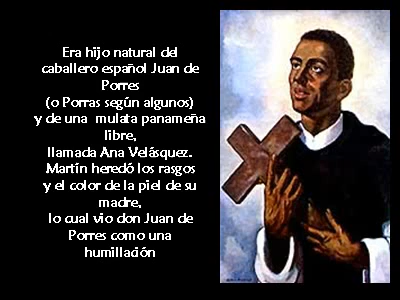 Era hijo natural del
caballero español Juan de
Porres
(o Porras según algunos)
y de una mulata panameña
libre,
llamada Ana Velásquez.
Martín heredó los rasgos
y el color de la piel de su
madre,
lo cual vio don Juan de
Porres como una
humillación